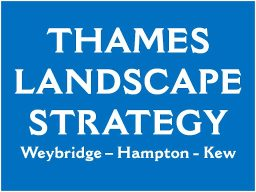 THAMES
LANDSCAPE
STRATEGY
Weybridge – Hampton - Kew